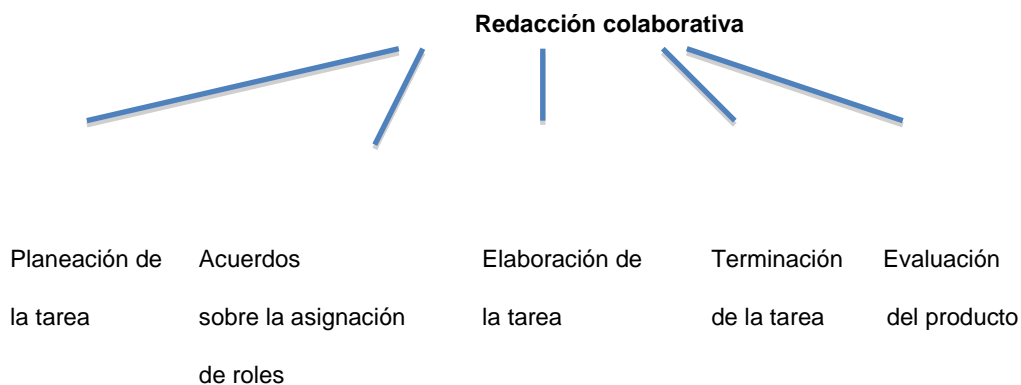 Redacción colaborativa
Planeación de
la tarea
Acuerdos
sobre la asignación
de roles
Elaboración de
la tarea
Terminación
de la tarea
Evaluación
del producto